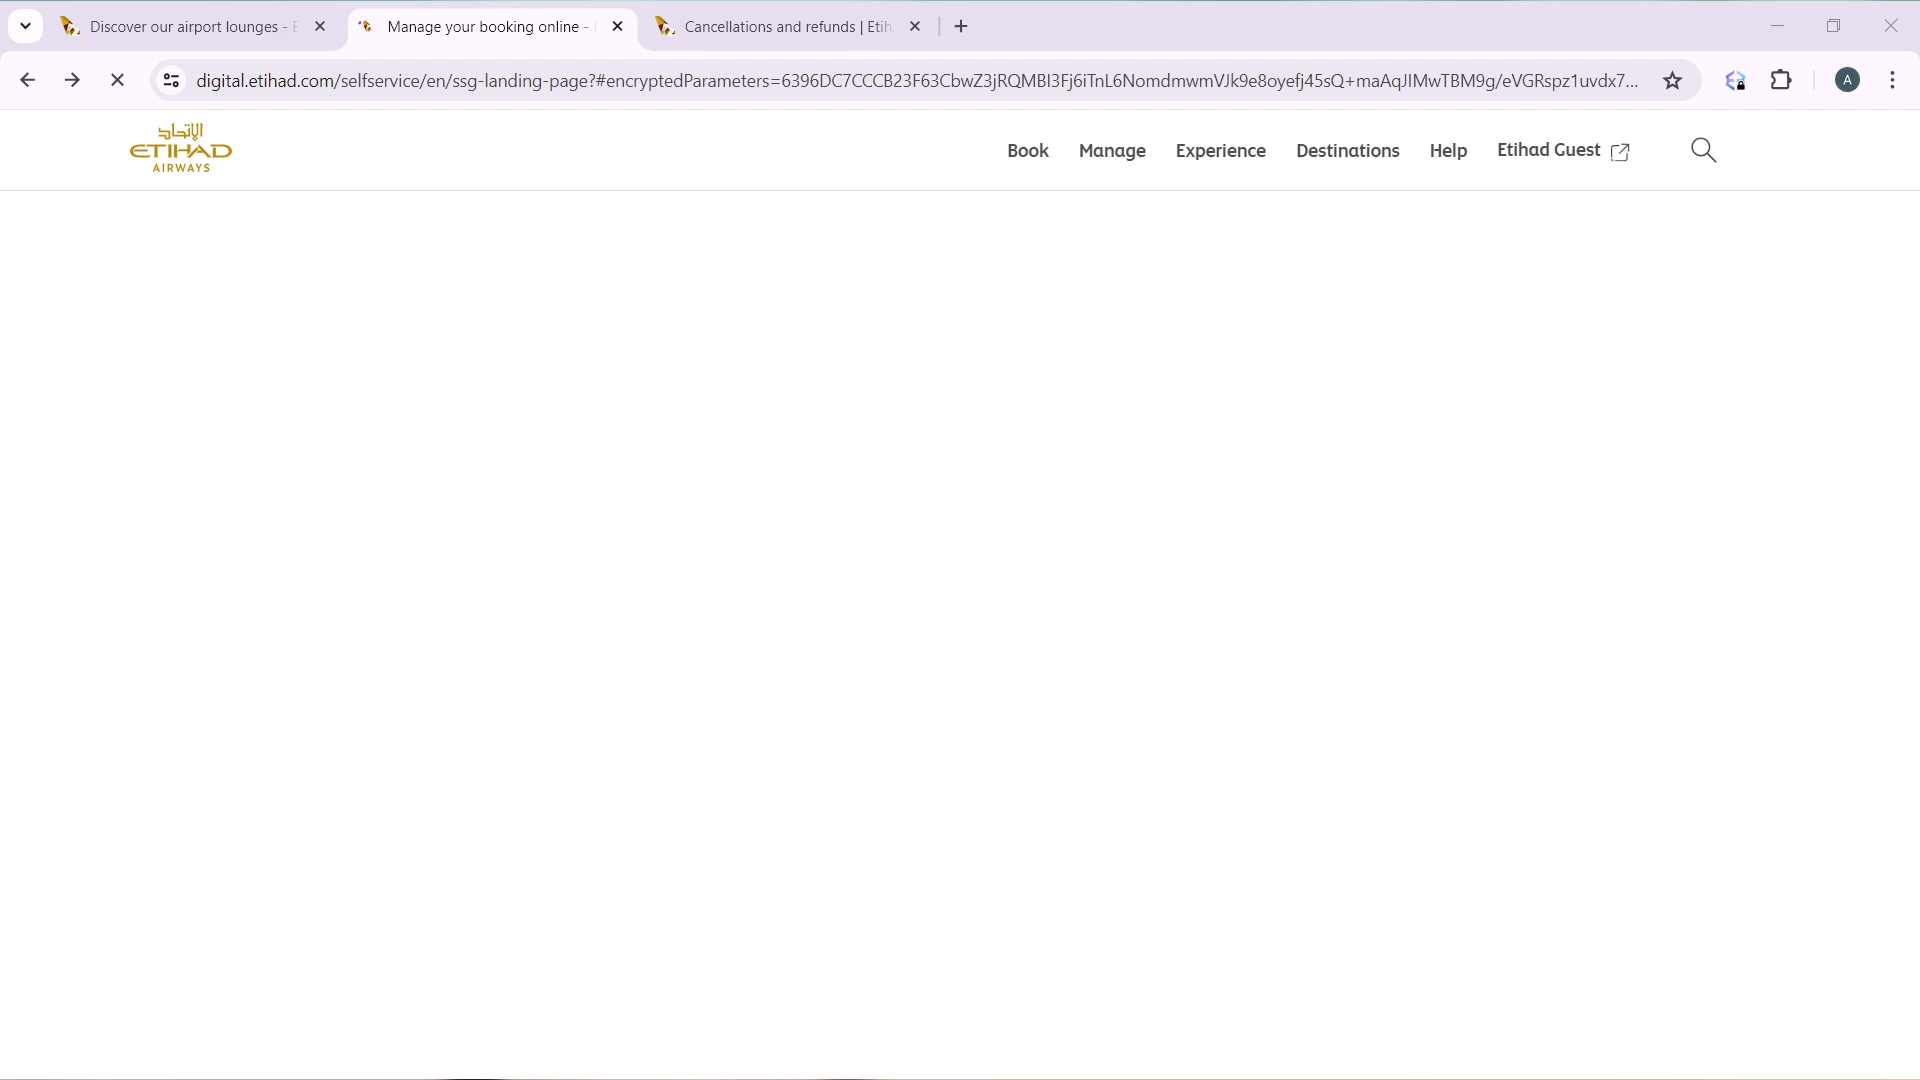 Discover our airport lounges -
Manage your booking online -
Cancellations and refunds | Etih
digital.etihad.com/selfservice/en/ssg-landing-page?#encryptedParameters=6396DC7CCCB23F63CbwZ3jRQMBI3Fj6iTnL6NomdmwmVJk9e8oyefj45sQ+maAqJIMwTBM9g/eVGRspz1uvdx7...
A
الإتحاد
ETIHAD
AIRWAYS
Book
Manage
Experience
Destinations
Help
Etihad Guest